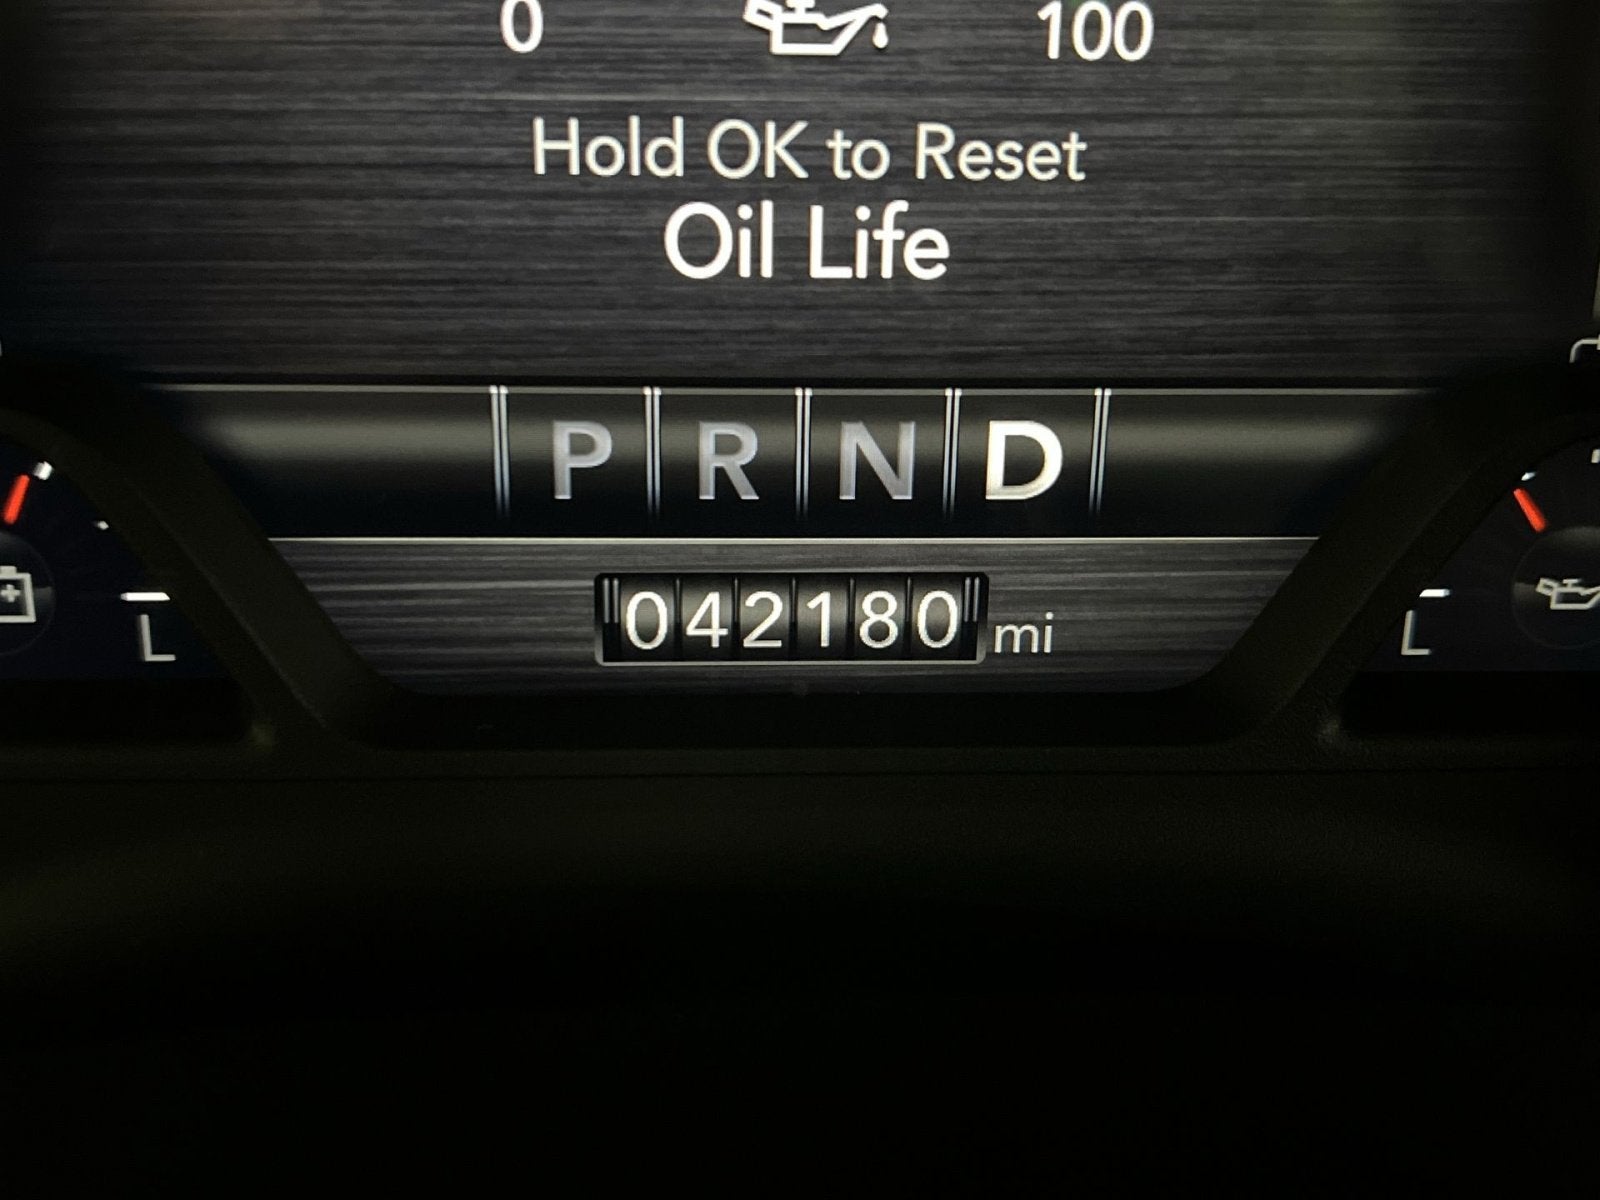 0 100
Hold OK to Reset
Oil Life
P R N D
042180 mi
L L